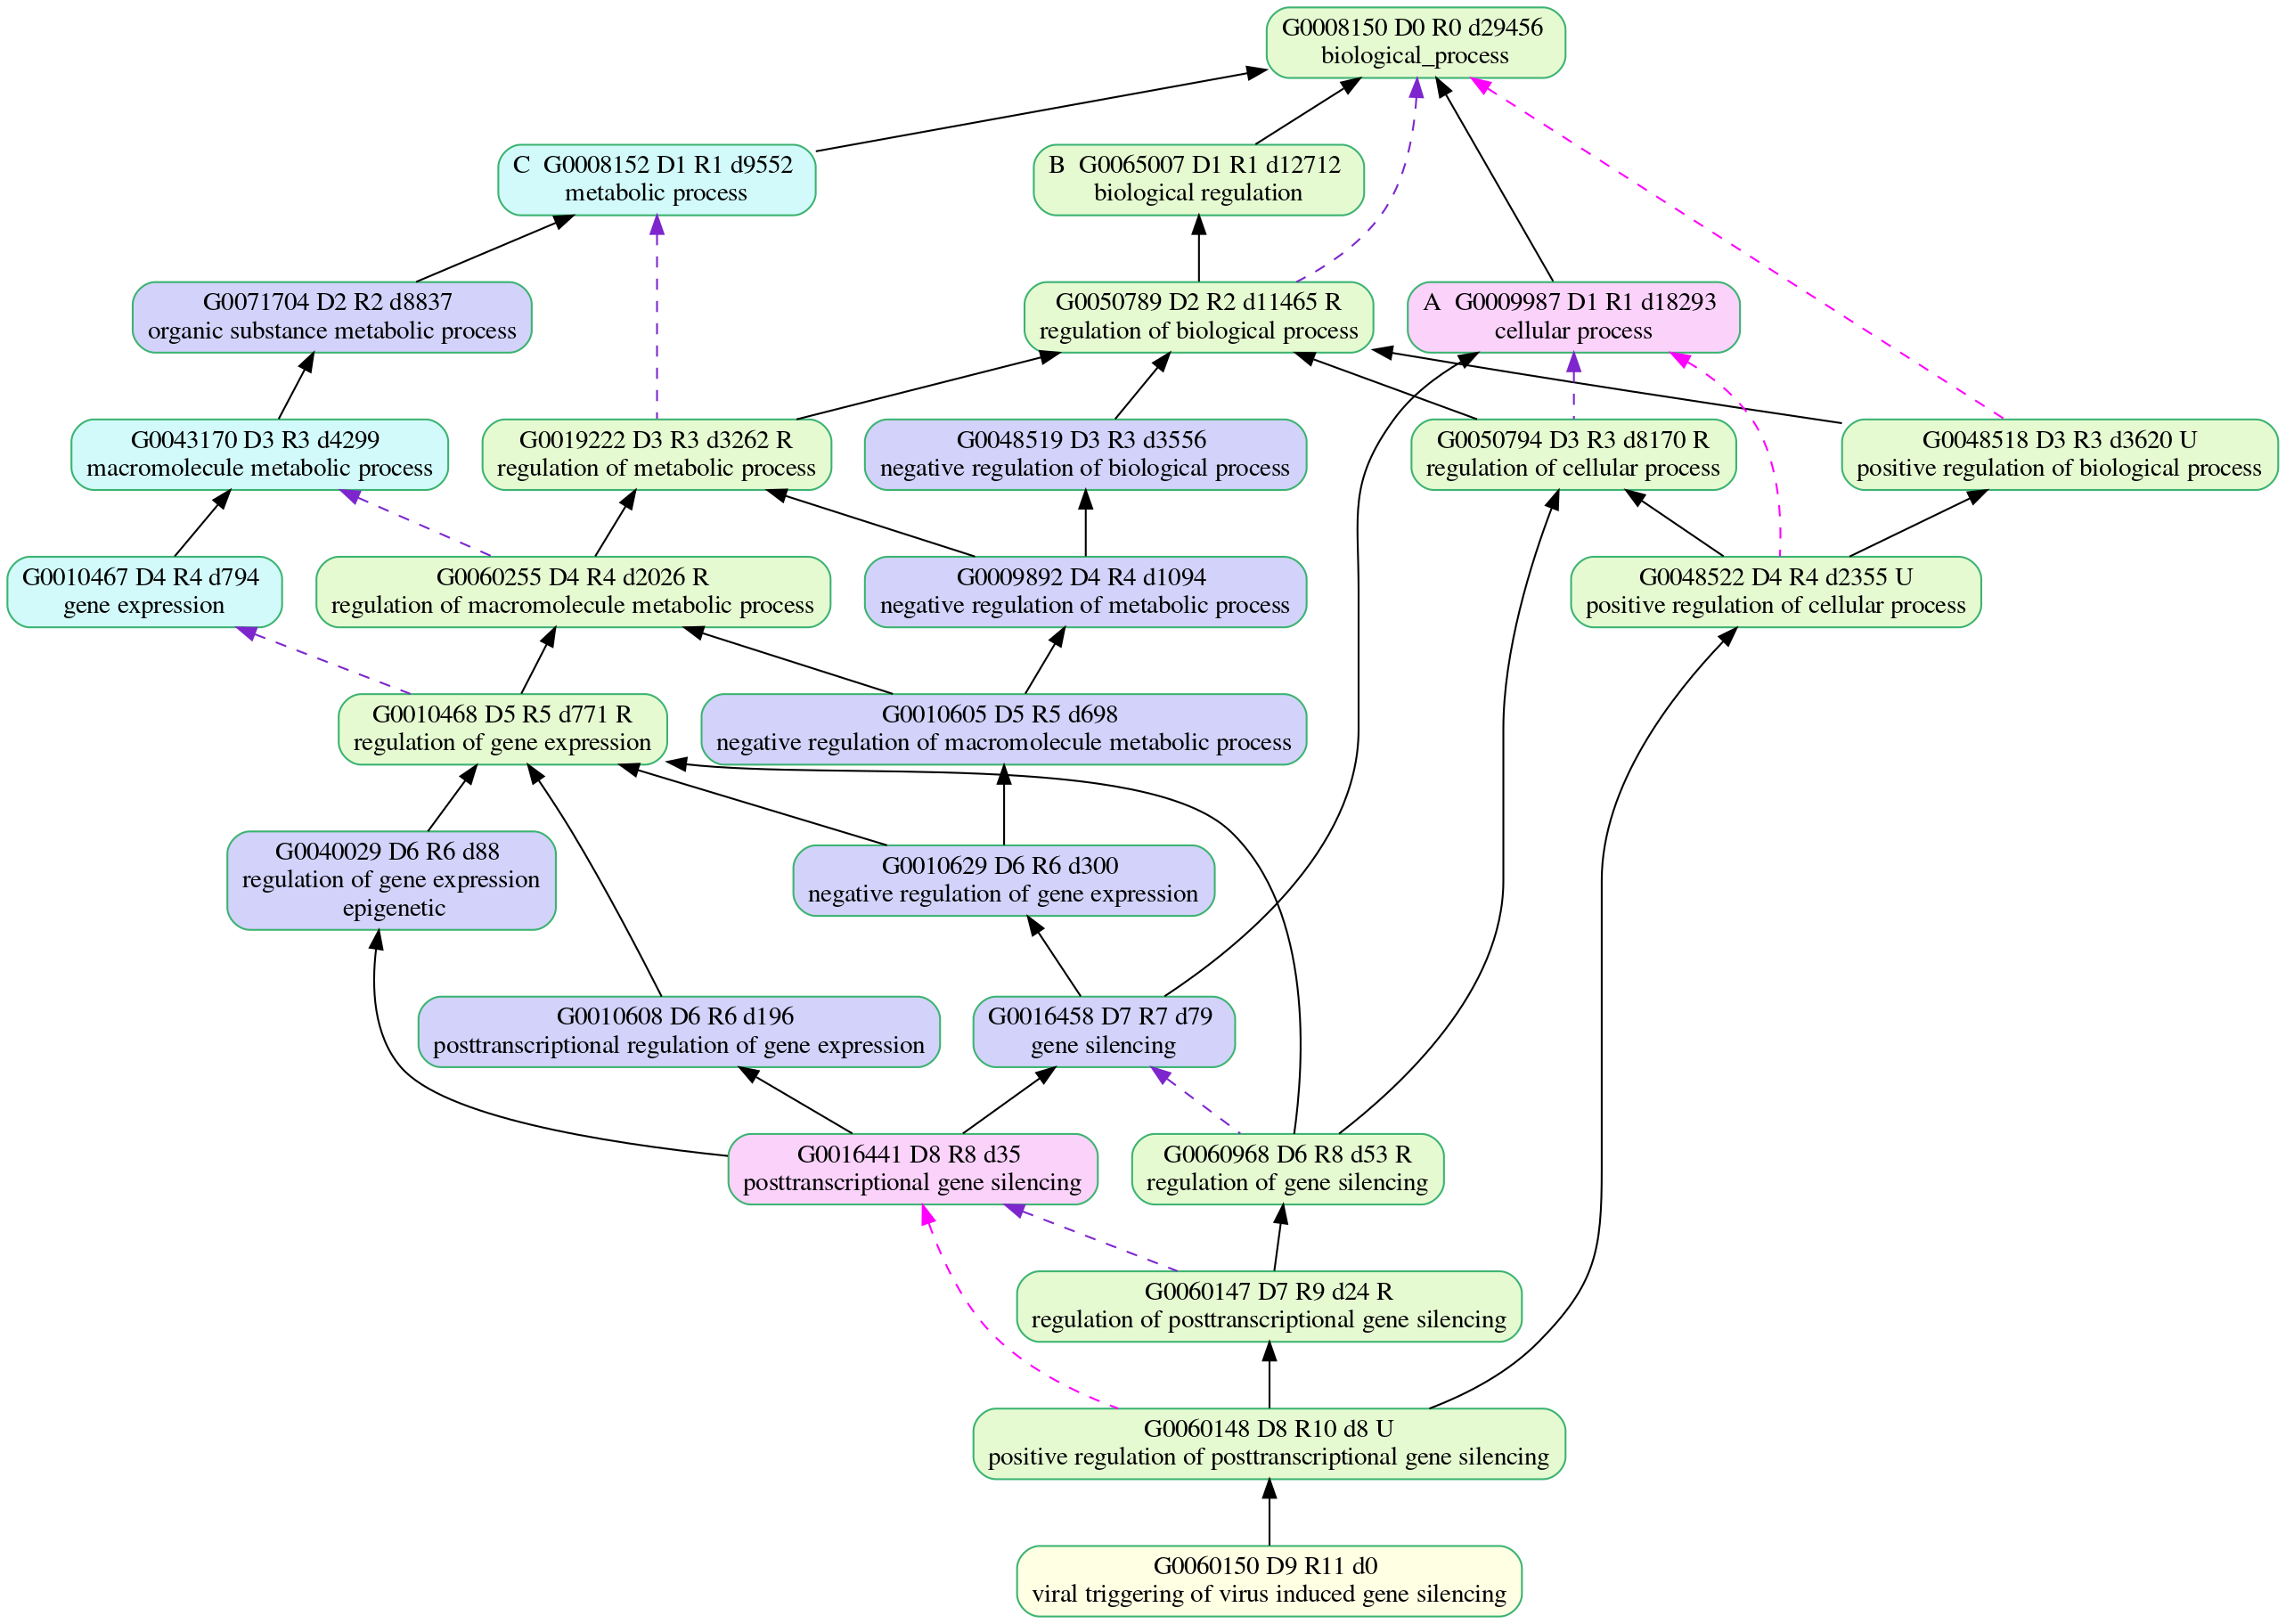 G0008150 D0 R0 d29456
biological_process
C  G0008152 D1 R1 d9552
metabolic process
B  G0065007 D1 R1 d12712
biological regulation
G0071704 D2 R2 d8837
organic substance metabolic process
G0050789 D2 R2 d11465 R
regulation of biological process
A  G0009987 D1 R1 d18293
cellular process
G0043170 D3 R3 d4299
macromolecule metabolic process
G0019222 D3 R3 d3262 R
regulation of metabolic process
G0048519 D3 R3 d3556
negative regulation of biological process
G0050794 D3 R3 d8170 R
regulation of cellular process
G0048518 D3 R3 d3620 U
positive regulation of biological process
G0010467 D4 R4 d794
gene expression
G0060255 D4 R4 d2026 R
regulation of macromolecule metabolic process
G0009892 D4 R4 d1094
negative regulation of metabolic process
G0048522 D4 R4 d2355 U
positive regulation of cellular process
G0010468 D5 R5 d771 R
regulation of gene expression
G0010605 D5 R5 d698
negative regulation of macromolecule metabolic process
G0040029 D6 R6 d88
regulation of gene expression
epigenetic
G0010629 D6 R6 d300
negative regulation of gene expression
G0010608 D6 R6 d196
posttranscriptional regulation of gene expression
G0016458 D7 R7 d79
gene silencing
G0016441 D8 R8 d35
posttranscriptional gene silencing
G0060968 D6 R8 d53 R
regulation of gene silencing
G0060147 D7 R9 d24 R
regulation of posttranscriptional gene silencing
G0060148 D8 R10 d8 U
positive regulation of posttranscriptional gene silencing
G0060150 D9 R11 d0
viral triggering of virus induced gene silencing